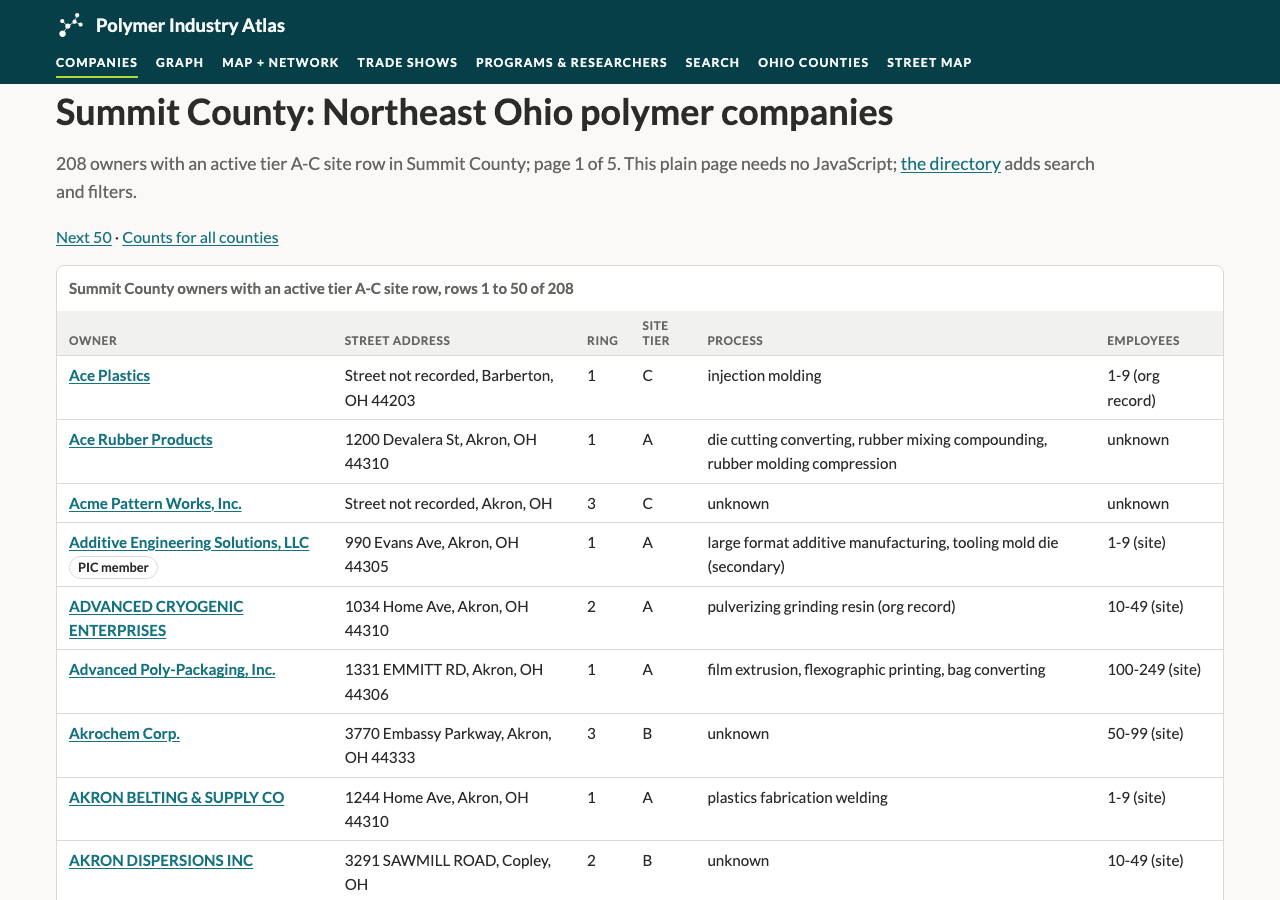 Polymer Industry Atlas
COMPANIES GRAPH MAP + NETWORK TRADE SHOWS PROGRAMS & RESEARCHERS SEARCH OHIO COUNTIES STREET MAP
Summit County: Northeast Ohio polymer companies
208 owners with an active tier A-C site row in Summit County; page 1 of 5. This plain page needs no JavaScript; the directory adds search
and filters.
Next 50 · Counts for all counties
Summit County owners with an active tier A-C site row, rows 1 to 50 of 208
OWNER STREET ADDRESS RING SITE TIER PROCESS EMPLOYEES
Ace Plastics Street not recorded, Barberton, 1 C injection molding 1-9 (org
OH 44203 record)
Ace Rubber Products 1200 Devalera St, Akron, OH 1 A die cutting converting, rubber mixing compounding, unknown
44310 rubber molding compression
Acme Pattern Works, Inc. Street not recorded, Akron, OH 3 C unknown unknown
Additive Engineering Solutions, LLC 990 Evans Ave, Akron, OH 1 A large format additive manufacturing, tooling mold die 1-9 (site)
PIC member 44305 (secondary)
ADVANCED CRYOGENIC 1034 Home Ave, Akron, OH 2 A pulverizing grinding resin (org record) 10-49 (site)
ENTERPRISES 44310
Advanced Poly-Packaging, Inc. 1331 EMMITT RD, Akron, OH 1 A film extrusion, flexographic printing, bag converting 100-249 (site)
44306
Akrochem Corp. 3770 Embassy Parkway, Akron, 3 B unknown 50-99 (site)
OH 44333
AKRON BELTING & SUPPLY CO 1244 Home Ave, Akron, OH 1 A plastics fabrication welding 1-9 (site)
44310
AKRON DISPERSIONS INC 3291 SAWMILL ROAD, Copley, 2 B unknown 10-49 (site)
OH